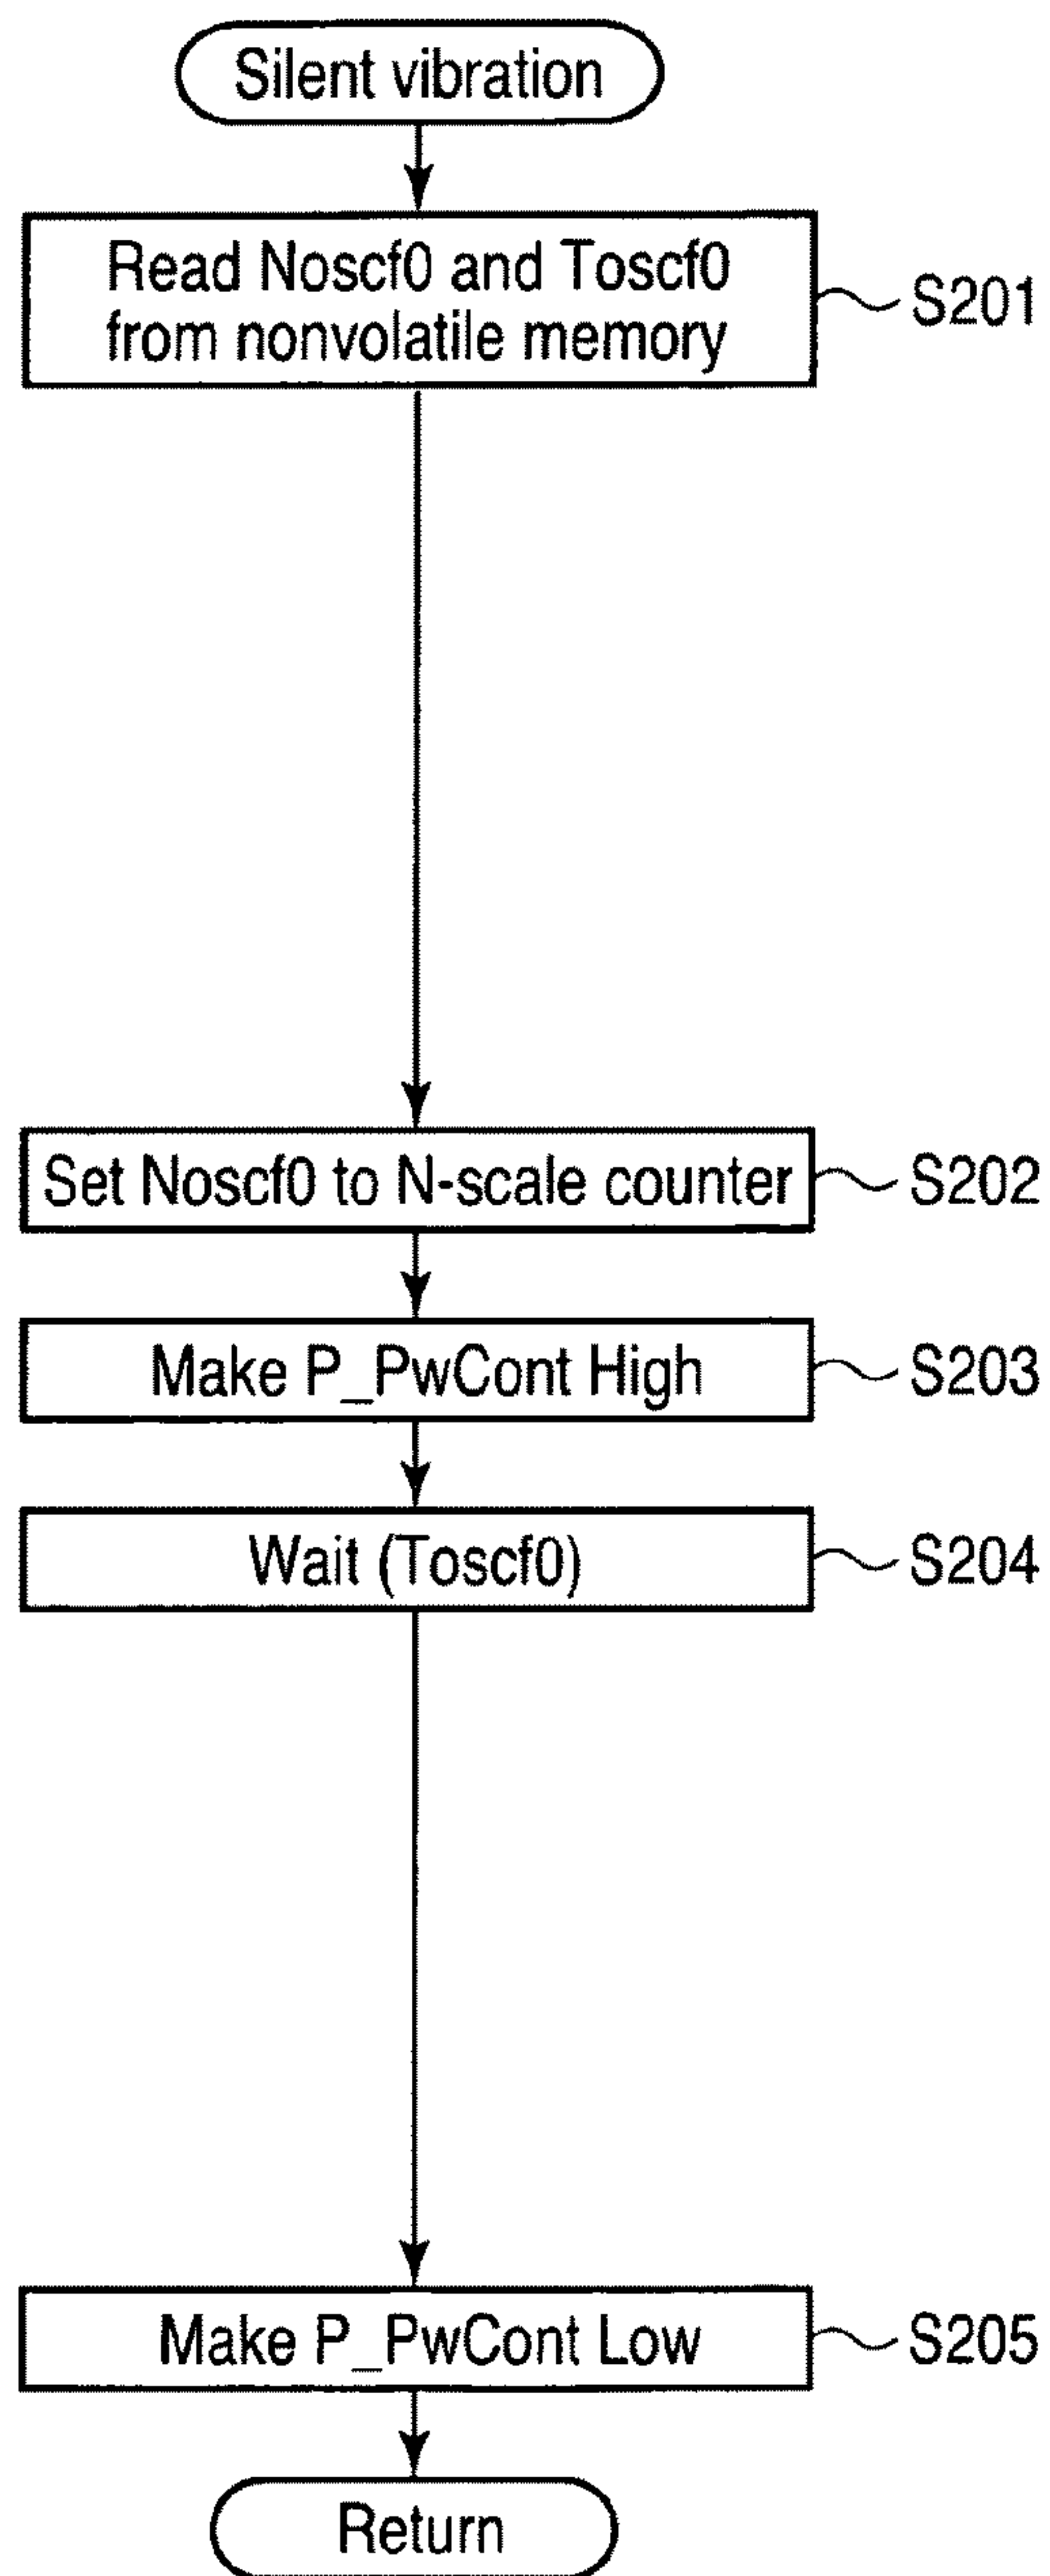 Silent vibration
Read Noscf0 and Toscf0
from nonvolatile memory
S201
Set Noscf0 to N-scale counter
S202
Make P_PwCont High
S203
Wait (Toscf0)
S204
Make P_PwCont Low
S205
Return